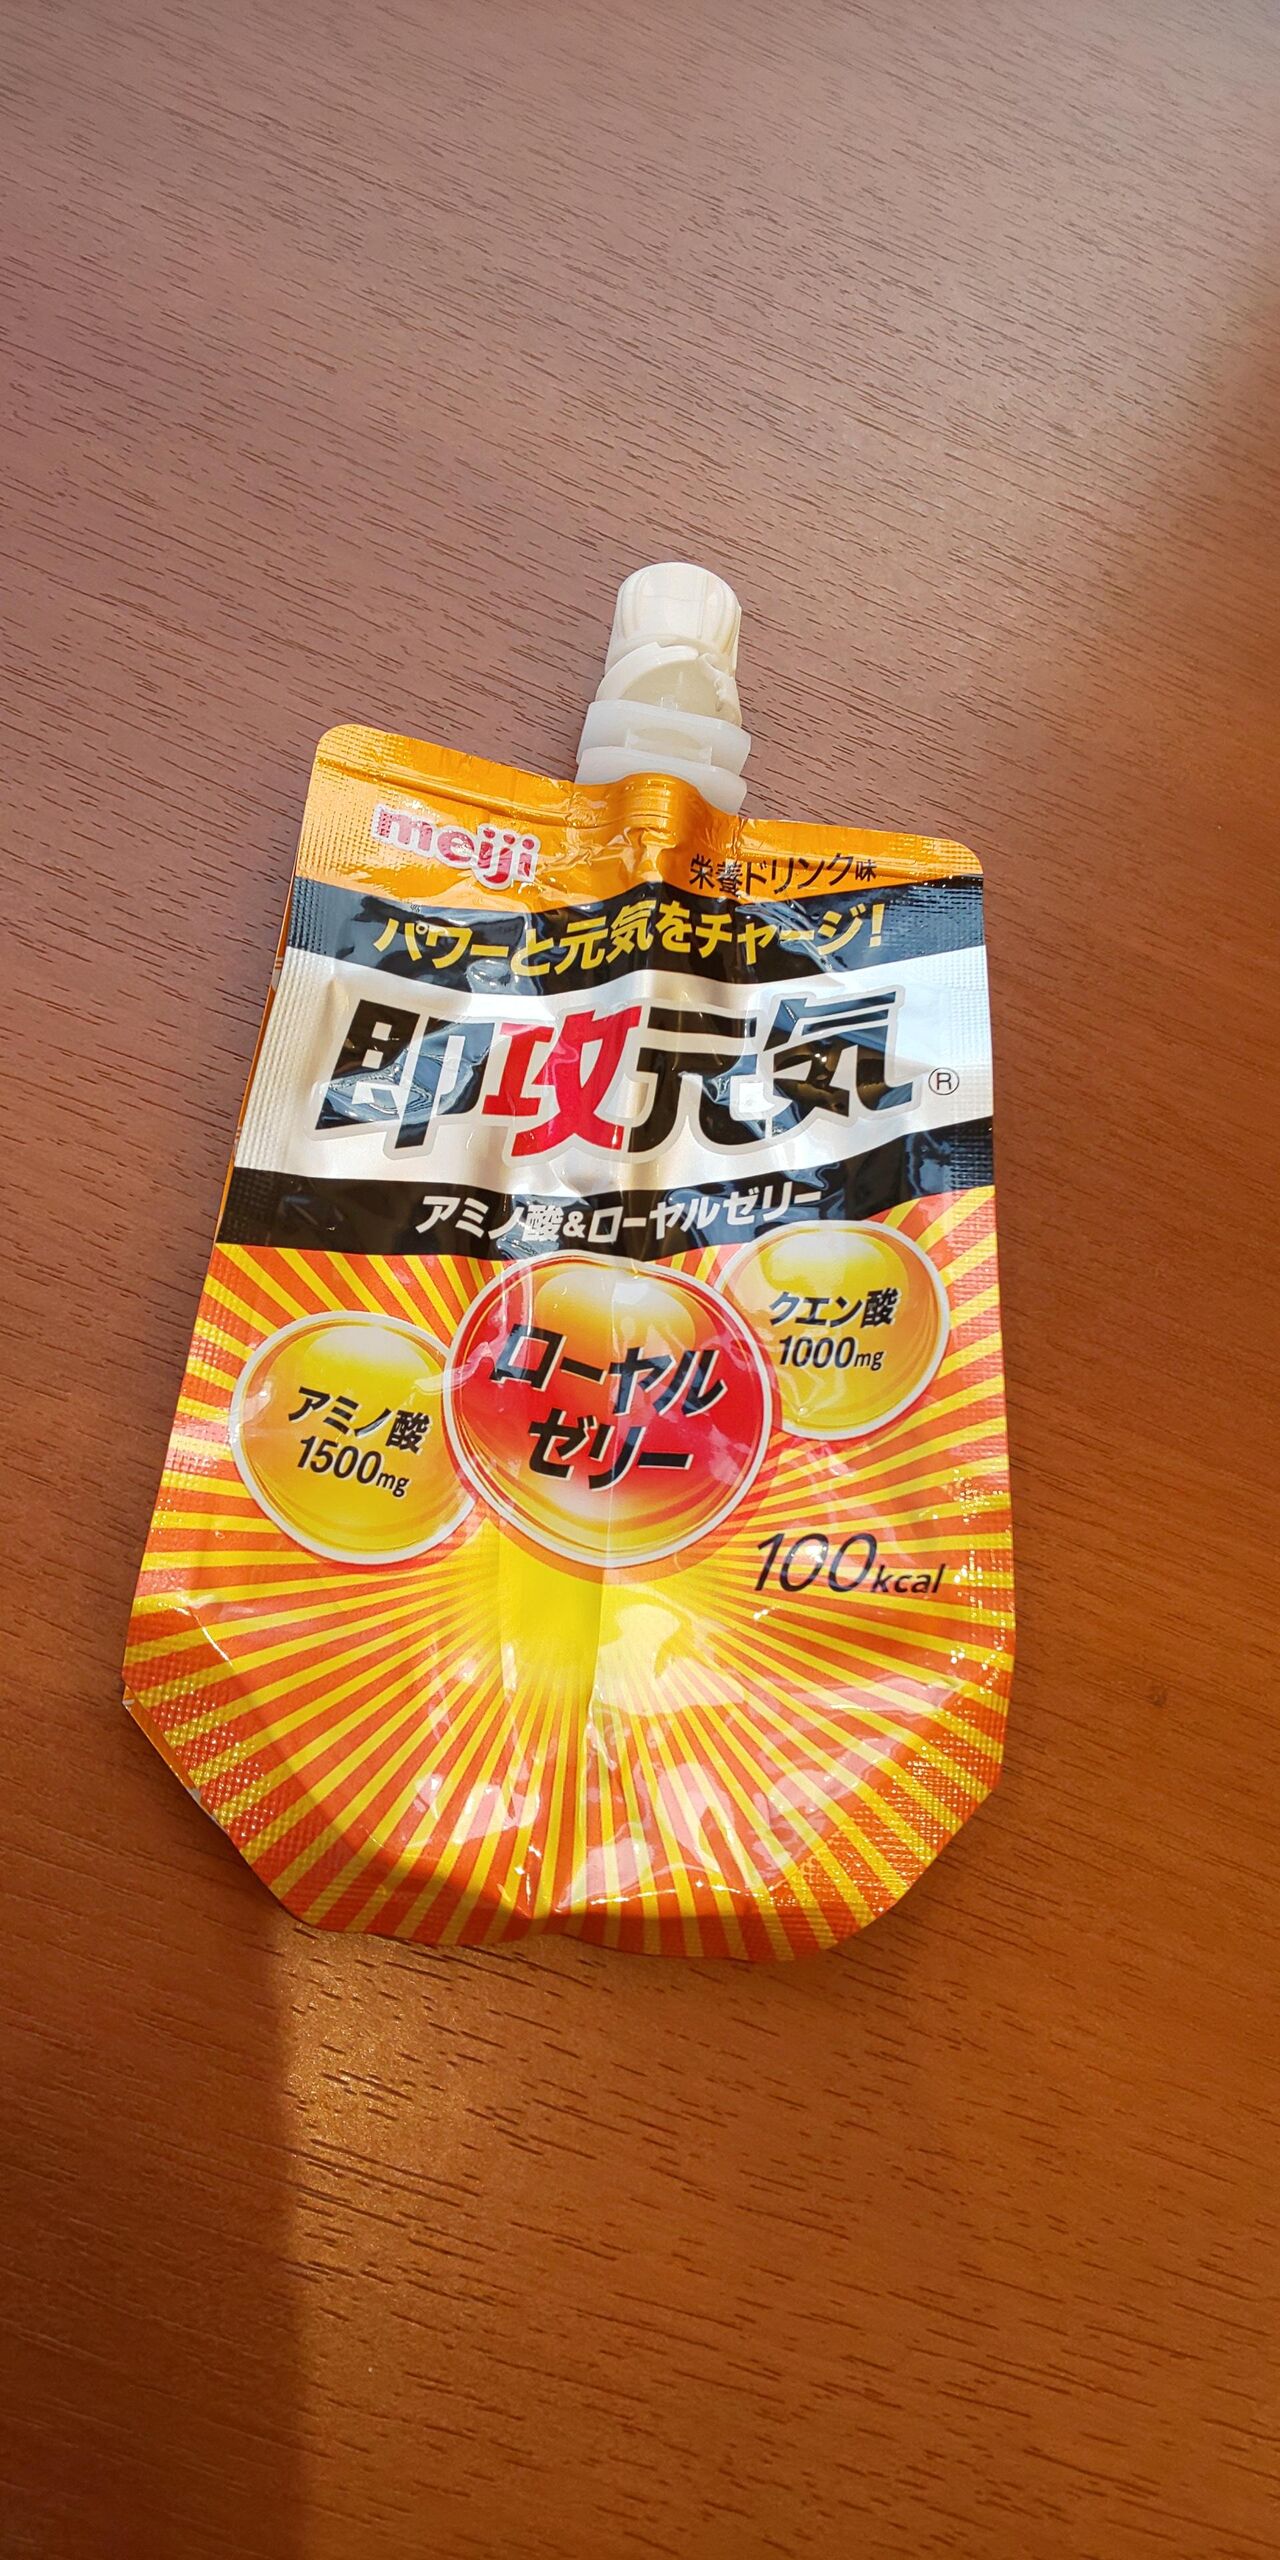 meiji
栄養ドリンク味
パワーと元気をチャージ!
即攻元気®
アミノ酸&ローヤルゼリー
クエン酸
1000mg
ローヤル
ゼリー
アミノ酸
1500mg
100kcal